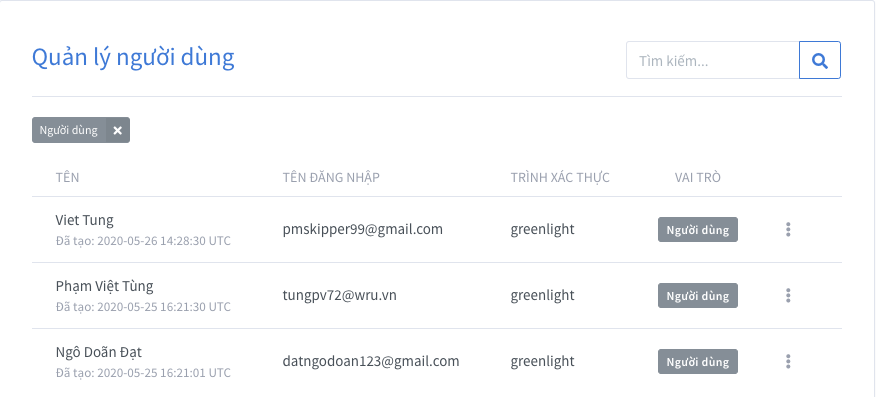 Quản lý người dùng
Tìm kiếm...
Người dùng ×
TÊN TÊN ĐĂNG NHẬP TRÌNH XÁC THỰC VAI TRÒ
Viet Tung
Đã tạo: 2020-05-26 14:28:30 UTC
pmskipper99@gmail.com greenlight Người dùng
Phạm Việt Tùng
Đã tạo: 2020-05-25 16:21:30 UTC
tungpv72@wru.vn greenlight Người dùng
Ngô Doãn Đạt
Đã tạo: 2020-05-25 16:21:01 UTC
datngodoan123@gmail.com greenlight Người dùng